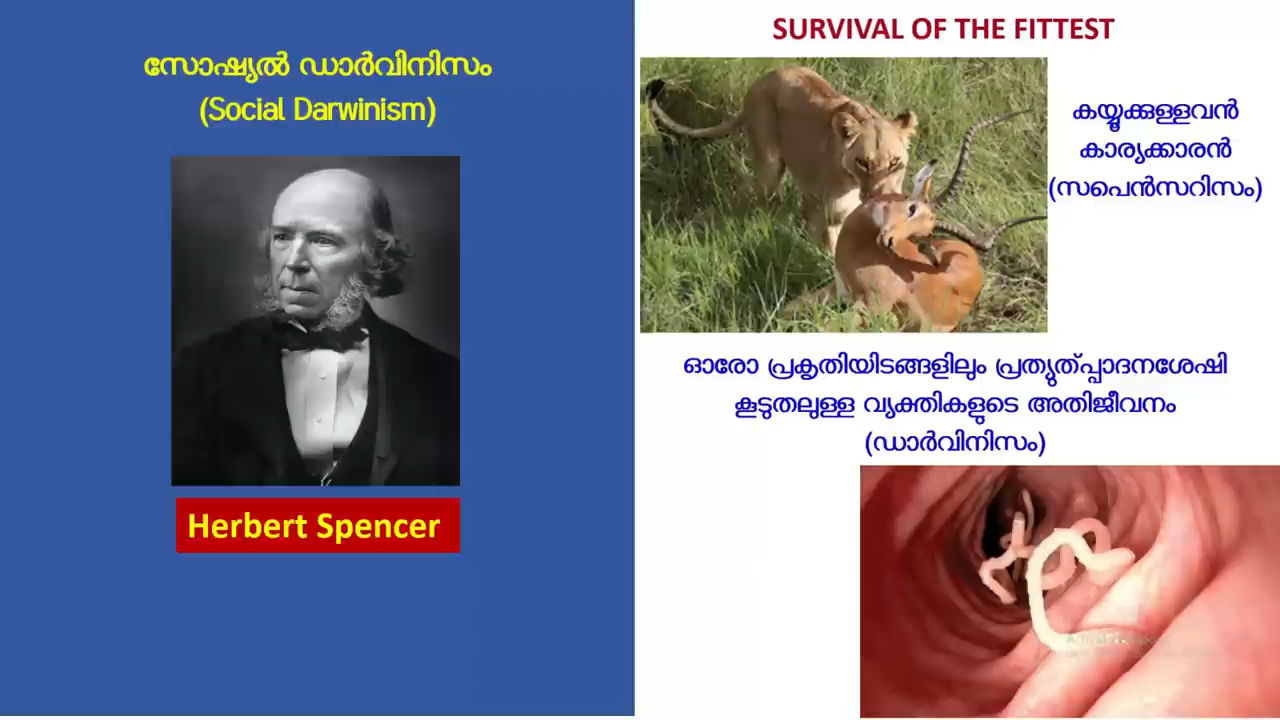 സോഷ്യൽ ഡാർവിനിസം
(Social Darwinism)
Herbert Spencer
SURVIVAL OF THE FITTEST
കയ്യൂക്കുള്ളവൻ
കാര്യക്കാരൻ
(സപെൻസറിസം)
ഓരോ പ്രകൃതിയിടങ്ങളിലും പ്രത്യുത്പ്പാദനശേഷി
കൂടുതലുള്ള വ്യക്തികളുടെ അതിജീവനം
(ഡാർവിനിസം)